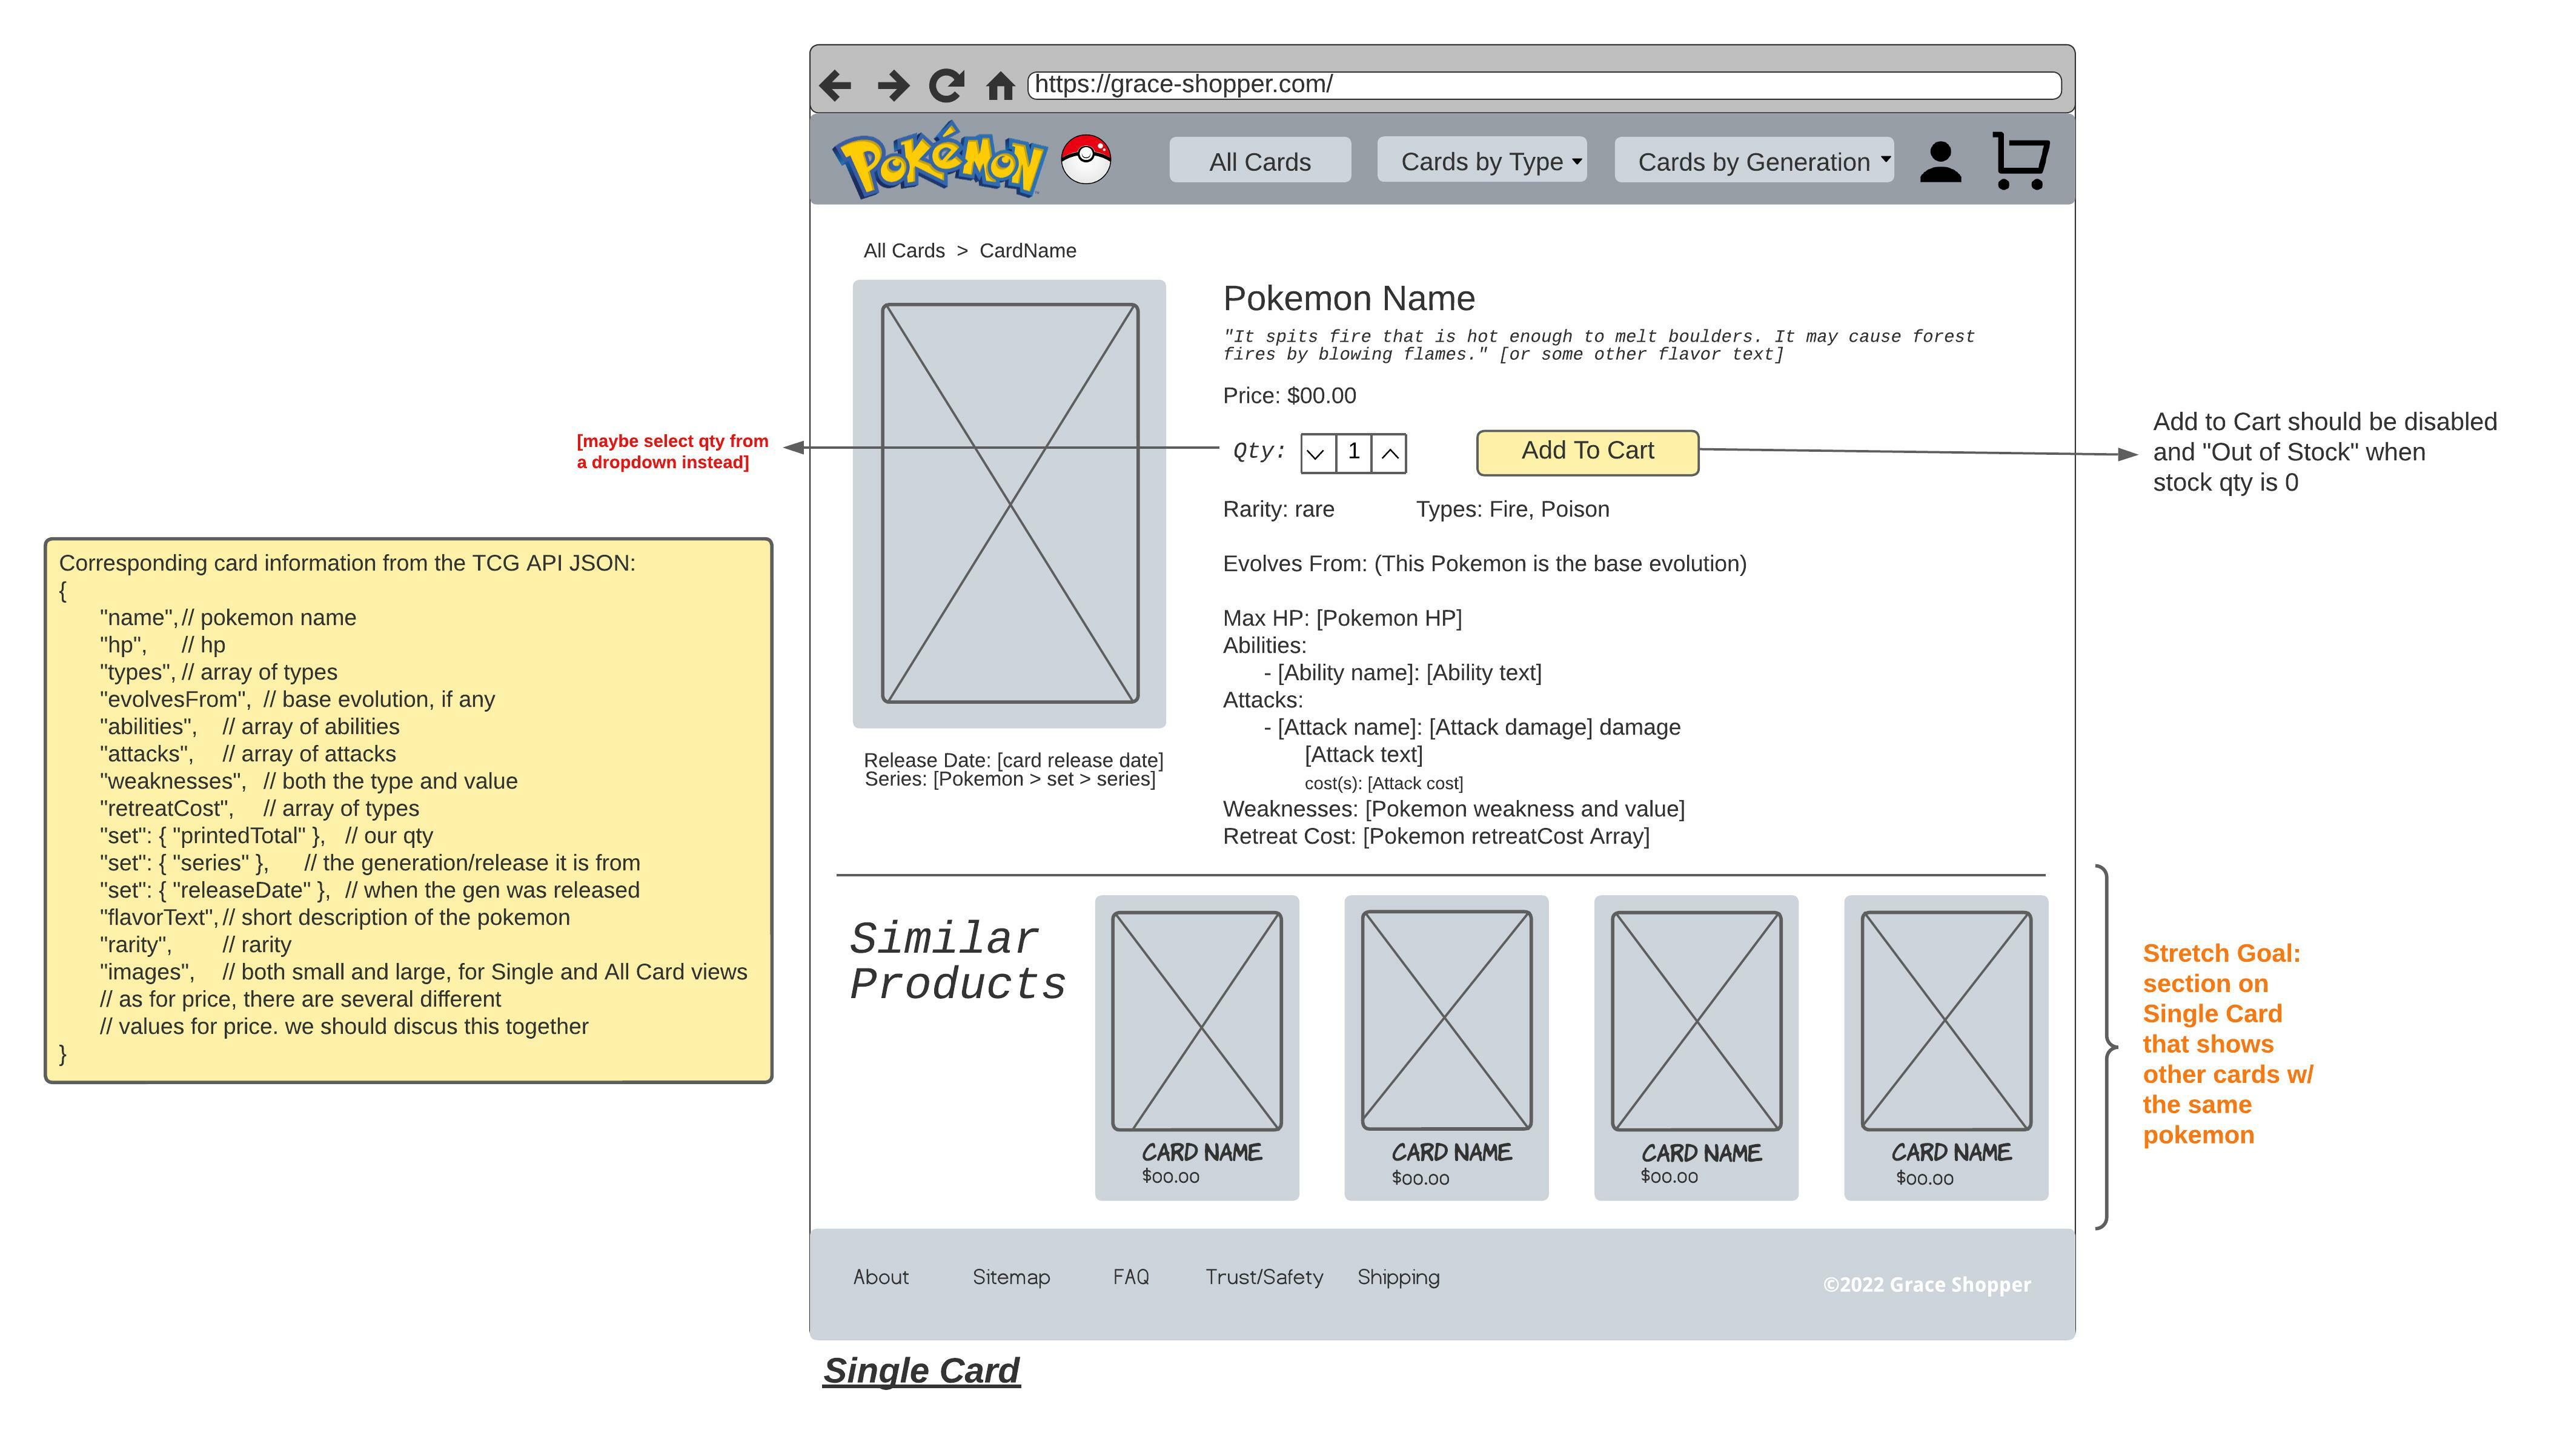 https://grace-shopper.com/
POKéMON
All Cards
Cards by Type
Cards by Generation
All Cards > CardName
Pokemon Name
"It spits fire that is hot enough to melt boulders. It may cause forest
fires by blowing flames." [or some other flavor text]
Price: $00.00
Qty: 1
Add To Cart
[maybe select qty from
a dropdown instead]
Add to Cart should be disabled
and "Out of Stock" when
stock qty is 0
Rarity: rare Types: Fire, Poison
Evolves From: (This Pokemon is the base evolution)
Max HP: [Pokemon HP]
Abilities:
- [Ability name]: [Ability text]
Attacks:
- [Attack name]: [Attack damage] damage
[Attack text]
cost(s): [Attack cost]
Weaknesses: [Pokemon weakness and value]
Retreat Cost: [Pokemon retreatCost Array]
Release Date: [card release date]
Series: [Pokemon > set > series]
Corresponding card information from the TCG API JSON:
{
"name", // pokemon name
"hp", // hp
"types", // array of types
"evolvesFrom", // base evolution, if any
"abilities", // array of abilities
"attacks", // array of attacks
"weaknesses", // both the type and value
"retreatCost", // array of types
"set": { "printedTotal" }, // our qty
"set": { "series" }, // the generation/release it is from
"set": { "releaseDate" }, // when the gen was released
"flavorText", // short description of the pokemon
"rarity", // rarity
"images", // both small and large, for Single and All Card views
// as for price, there are several different
// values for price. we should discus this together
}
Similar
Products
CARD NAME
$00.00
CARD NAME
$00.00
CARD NAME
$00.00
CARD NAME
$00.00
Stretch Goal:
section on
Single Card
that shows
other cards w/
the same
pokemon
About Sitemap FAQ Trust/Safety Shipping
©2022 Grace Shopper
Single Card